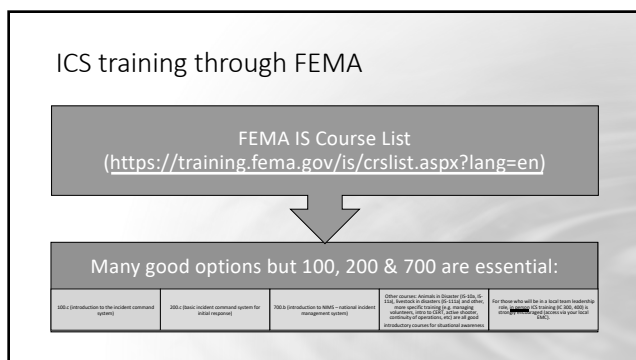 ICS training through FEMA
FEMA IS Course List
(https://training.fema.gov/is/crslist.aspx?lang=en)
Many good options but 100, 200 & 700 are essential:
100.c (introduction to the incident command
system)
200.c (basic incident command system for
initial response)
700.b (introduction to NIMS – national incident
management system)
Other courses: Animals in Disaster (IS-10a, IS-
11a), livestock in disasters (IS-111a) and other,
more specific training (e.g. managing
volunteers, intro to CERT, active shooter,
continuity of operations, etc) are all good
introductory courses for situational awareness
For those who will be in a local team leadership
role, in person ICS training (IC 300, 400) is
strongly encouraged (access via your local
EMC).